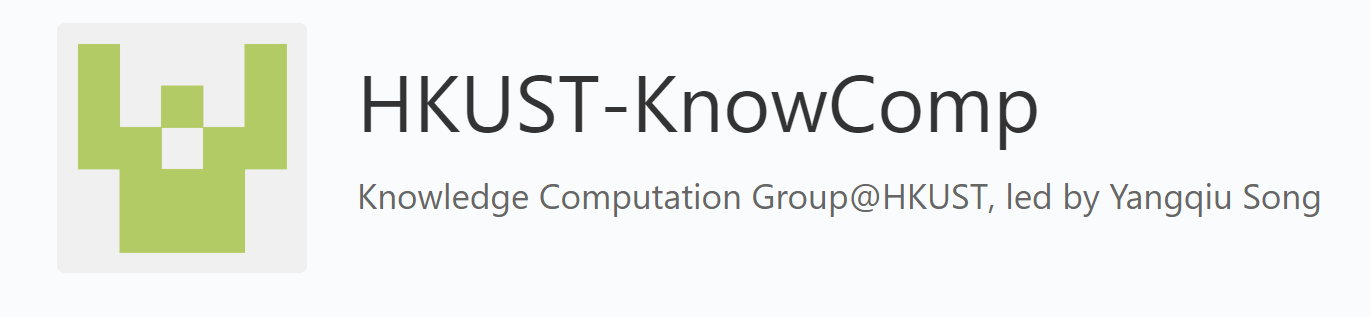 HKUST-KnowComp
Knowledge Computation Group@HKUST, led by Yangqiu Song